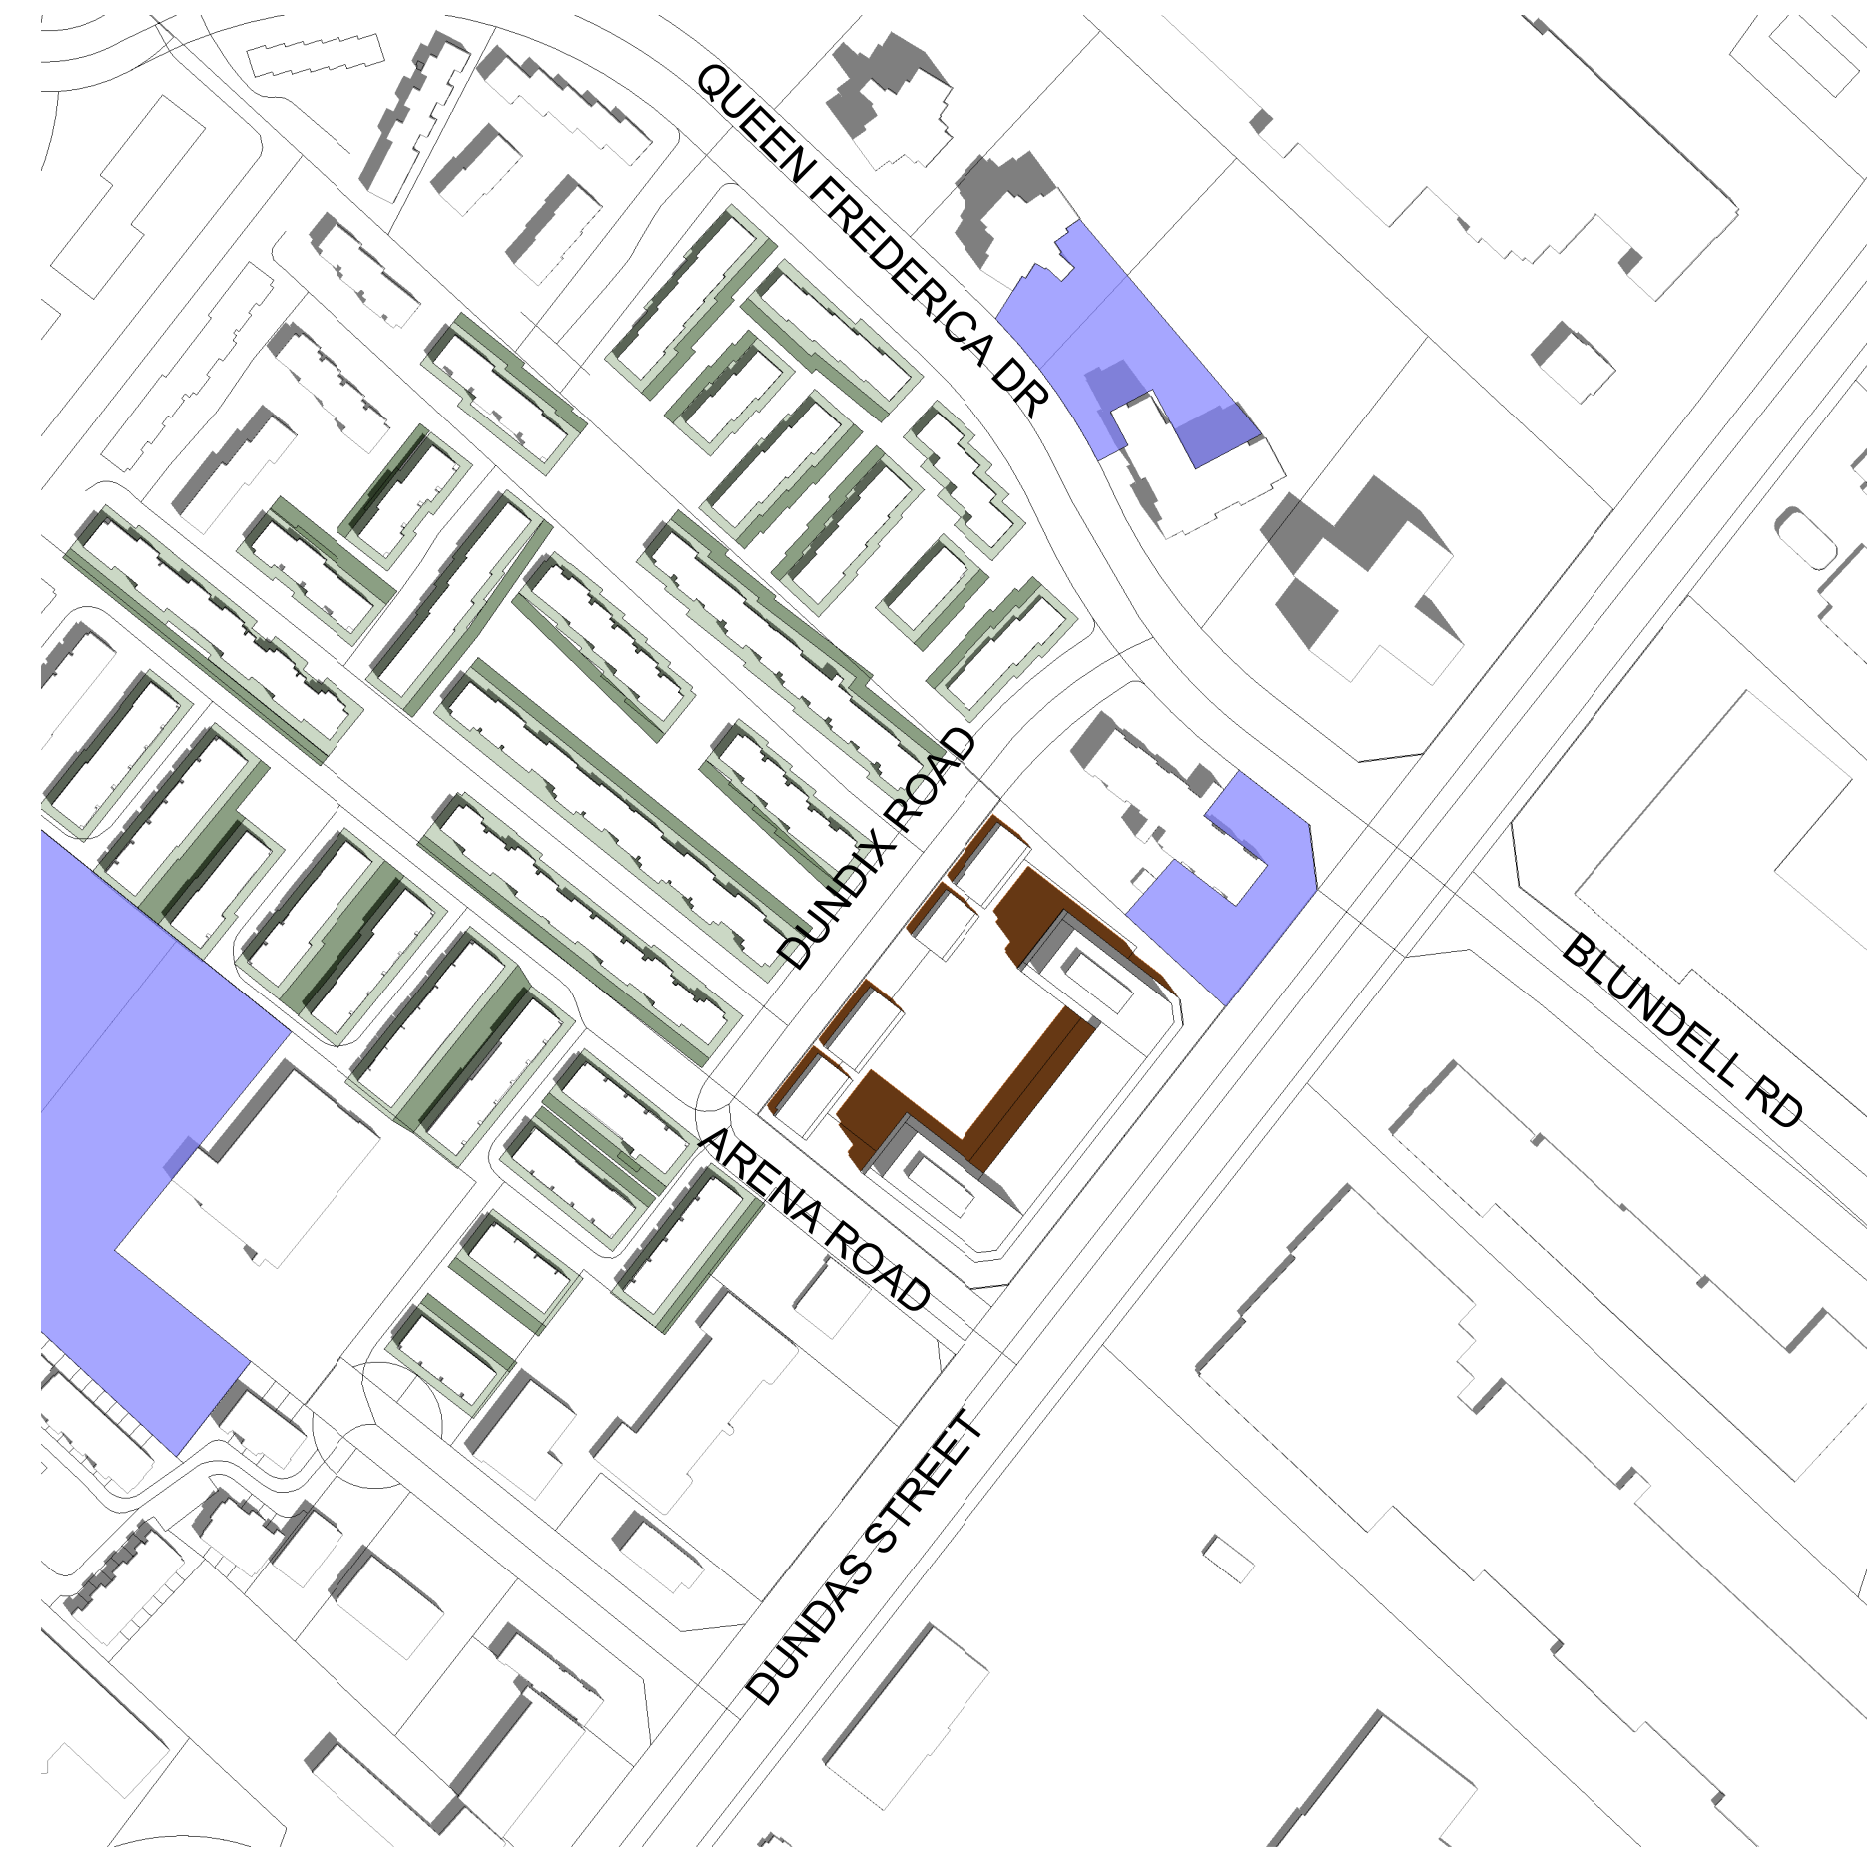 QUEEN FREDERICA DR
DUNDIX ROAD
BLUNDELL RD
ARENA ROAD
DUNDAS STREET